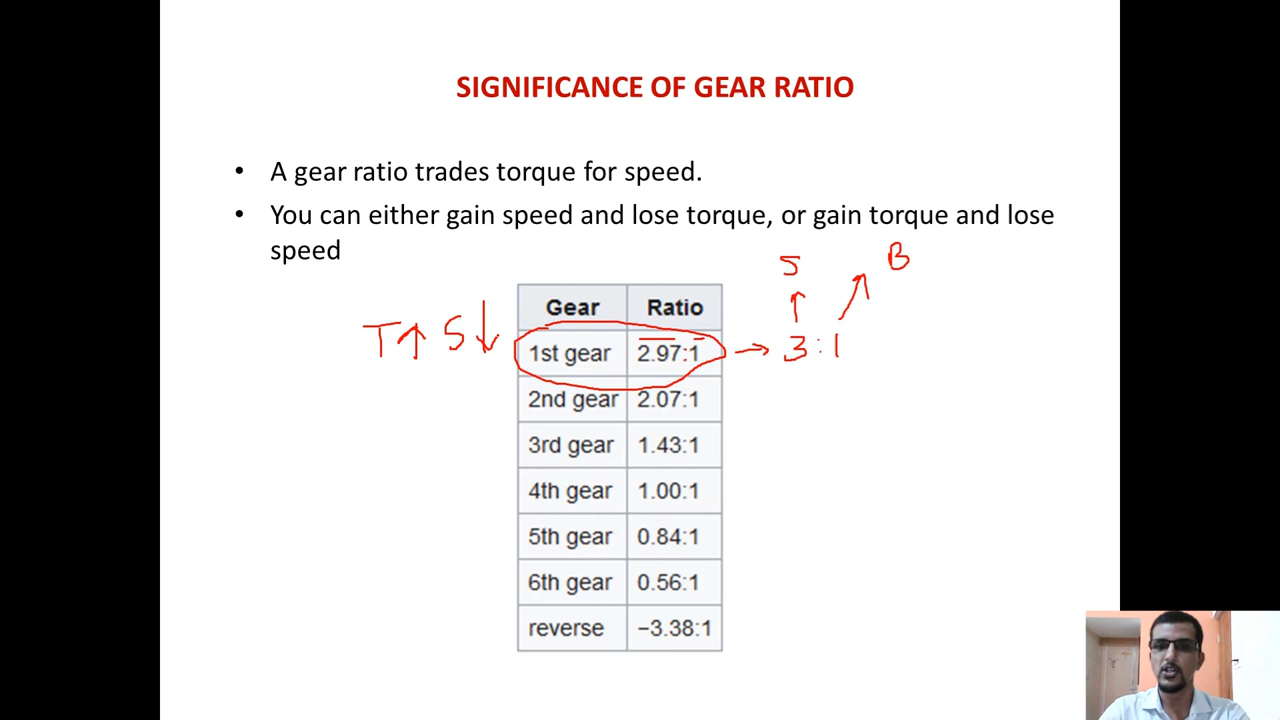 SIGNIFICANCE OF GEAR RATIO
• A gear ratio trades torque for speed.
• You can either gain speed and lose torque, or gain torque and lose
speed
S B
Gear Ratio
T↑ S↓ 1st gear 2.97:1 → 3:1
2nd gear 2.07:1
3rd gear 1.43:1
4th gear 1.00:1
5th gear 0.84:1
6th gear 0.56:1
reverse −3.38:1